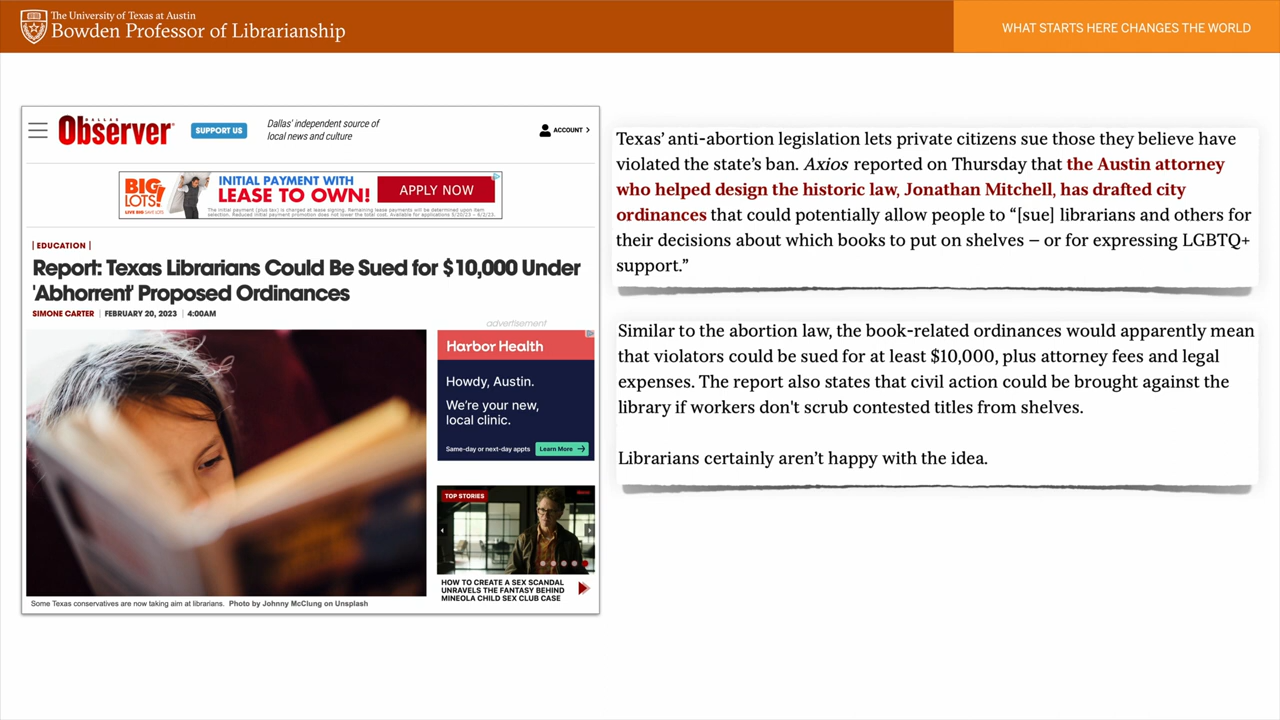 The University of Texas at Austin
Bowden Professor of Librarianship
WHAT STARTS HERE CHANGES THE WORLD
DALLAS
Observer
SUPPORT US
Dallas' independent source of
local news and culture
ACCOUNT
BIG
LOTS!
LIVE BIG SAVE LOTS
INITIAL PAYMENT WITH
LEASE TO OWN!
APPLY NOW
| EDUCATION |
Report: Texas Librarians Could Be Sued for $10,000 Under
'Abhorrent' Proposed Ordinances
SIMONE CARTER | FEBRUARY 20, 2023 | 4:00AM
advertisement
Harbor Health
Howdy, Austin.
We're your new,
local clinic.
Same-day or next-day appts
Learn More
TOP STORIES
HOW TO CREATE A SEX SCANDAL
UNRAVELS THE FANTASY BEHIND
MINEOLA CHILD SEX CLUB CASE
Some Texas conservatives are now taking aim at librarians. Photo by Johnny McClung on Unsplash
Texas' anti-abortion legislation lets private citizens sue those they believe have
violated the state's ban. Axios reported on Thursday that the Austin attorney
who helped design the historic law, Jonathan Mitchell, has drafted city
ordinances that could potentially allow people to “[sue] librarians and others for
their decisions about which books to put on shelves – or for expressing LGBTQ+
support.”
Similar to the abortion law, the book-related ordinances would apparently mean
that violators could be sued for at least $10,000, plus attorney fees and legal
expenses. The report also states that civil action could be brought against the
library if workers don't scrub contested titles from shelves.
Librarians certainly aren't happy with the idea.